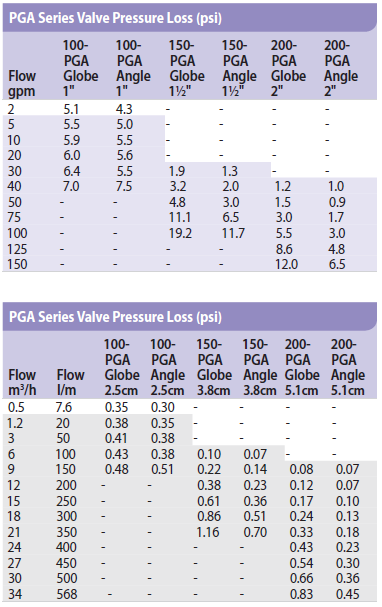 PGA Series Valve Pressure Loss (psi)
100- 100- 150- 150- 200- 200-
PGA PGA PGA PGA PGA PGA
Flow Globe Angle Globe Angle Globe Angle
gpm 1" 1" 1½" 1½" 2" 2"
2 5.1 4.3 - - - -
5 5.5 5.0 - - - -
10 5.9 5.5 - - - -
20 6.0 5.6 - - - -
30 6.4 5.5 1.9 1.3 - -
40 7.0 7.5 3.2 2.0 1.2 1.0
50 - - 4.8 3.0 1.5 0.9
75 - - 11.1 6.5 3.0 1.7
100 - - 19.2 11.7 5.5 3.0
125 - - - - 8.6 4.8
150 - - - - 12.0 6.5
PGA Series Valve Pressure Loss (psi)
100- 100- 150- 150- 200- 200-
PGA PGA PGA PGA PGA PGA
Flow Flow Globe Angle Globe Angle Globe Angle
m³/h l/m 2.5cm 2.5cm 3.8cm 3.8cm 5.1cm 5.1cm
0.5 7.6 0.35 0.30 - - - -
1.2 20 0.38 0.35 - - - -
3 50 0.41 0.38 - - - -
6 100 0.43 0.38 0.10 0.07 - -
9 150 0.48 0.51 0.22 0.14 0.08 0.07
12 200 - - 0.38 0.23 0.12 0.07
15 250 - - 0.61 0.36 0.17 0.10
18 300 - - 0.86 0.51 0.24 0.13
21 350 - - 1.16 0.70 0.33 0.18
24 400 - - - - 0.43 0.23
27 450 - - - - 0.54 0.30
30 500 - - - - 0.66 0.36
34 568 - - - - 0.83 0.45